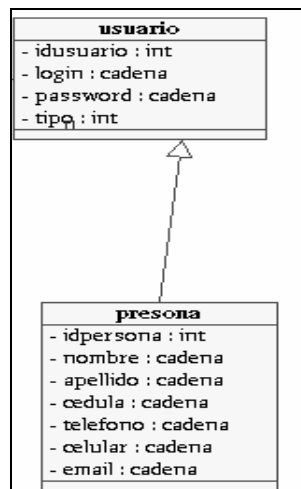 usuario
- idusuario : int
- login : cadena
- password : cadena
- tipo : int
presona
- idpersona : int
- nombre : cadena
- apellido : cadena
- cedula : cadena
- telefono : cadena
- celular : cadena
- email : cadena